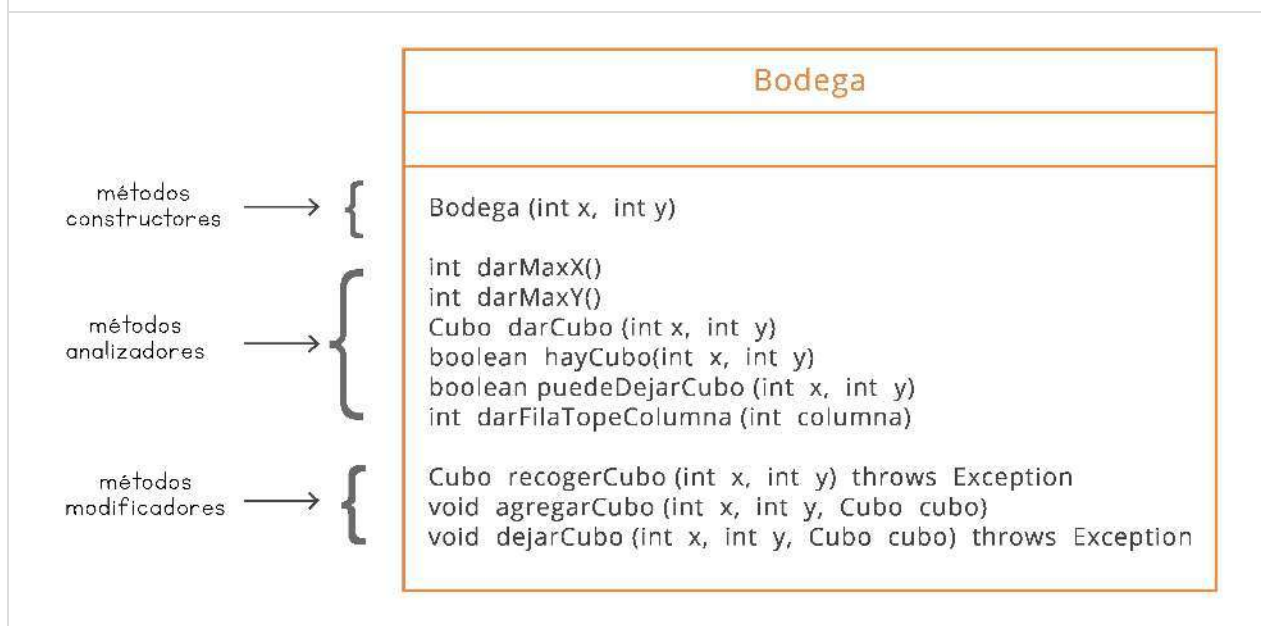 Bodega
métodos
constructores
Bodega (int x, int y)
métodos
analizadores
int darMaxX()
int darMaxY()
Cubo darCubo (int x, int y)
boolean hayCubo(int x, int y)
boolean puedeDejarCubo (int x, int y)
int darFilaTopeColumna (int columna)
métodos
modificadores
Cubo recogerCubo (int x, int y) throws Exception
void agregarCubo (int x, int y, Cubo cubo)
void dejarCubo (int x, int y, Cubo cubo) throws Exception